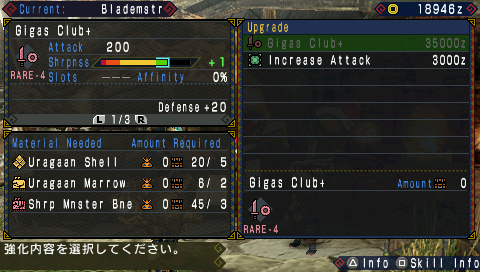 Current: Blademstr
18946z
Gigas Club+
Attack 200
Shrpnss +1
RARE-4
Slots --- Affinity 0%
Defense+20
L 1/3 R
Material Needed Amount Required
Uragaan Shell 0 20/ 5
Uragaan Marrow 0 6/ 2
Shrp Mnster Bne 0 45/ 3
Upgrade
Gigas Club+ 35000z
Increase Attack 3000z
Gigas Club+ Amount 0
RARE-4
強化内容を選択してください。
Info Skill Info